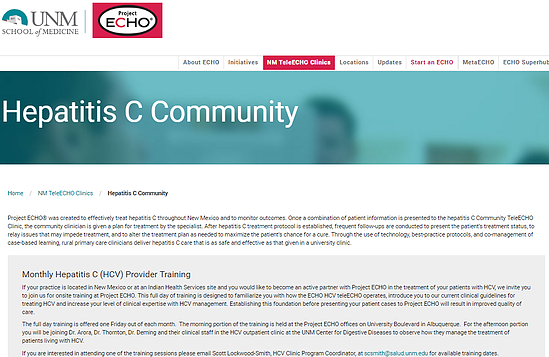 UNM
SCHOOL of MEDICINE
Project
ECHO®
About ECHO Initiatives NM TeleECHO Clinics Locations Updates Start an ECHO MetaECHO ECHO Superhub
Hepatitis C Community
Home / NM TeleECHO Clinics / Hepatitis C Community
Project ECHO® was created to effectively treat hepatitis C throughout New Mexico and to monitor outcomes. Once a combination of patient information is presented to the hepatitis C Community TeleECHO
Clinic, the community clinician is given a plan for treatment by the specialist. After hepatitis C treatment protocol is established, frequent follow-ups are conducted to present the patient's treatment status, to
relay issues that may impede treatment, and to alter the treatment plan as needed to maximize the patient's chance for a cure. Through the use of technology, best-practice protocols, and co-management of
case-based learning, rural primary care clinicians deliver hepatitis C care that is as safe and effective as that given in a university clinic.
Monthly Hepatitis C (HCV) Provider Training
If your practice is located in New Mexico or at an Indian Health Services site and you would like to become an active partner with Project ECHO in the treatment of your patients with HCV, we invite you
to join us for onsite training at Project ECHO. This full day of training is designed to familiarize you with how the ECHO HCV teleECHO operates, introduce you to our current clinical guidelines for
treating HCV and increase your level of clinical expertise with HCV management. Establishing this foundation before presenting your patient cases to Project ECHO will result in improved quality of
care.
The full day training is offered one Friday out of each month. The morning portion of the training is held at the Project ECHO offices on University Boulevard in Albuquerque. For the afternoon portion
you will be joining Dr. Arora, Dr. Thornton, Dr. Deming and their clinical staff in the HCV outpatient clinic at the UNM Center for Digestive Diseases to observe how they manage the treatment of
patients living with HCV.
If you are interested in attending one of the training sessions please email Scott Lockwood-Smith, HCV Clinic Program Coordinator, at scsmith@salud.unm.edu for available training dates.